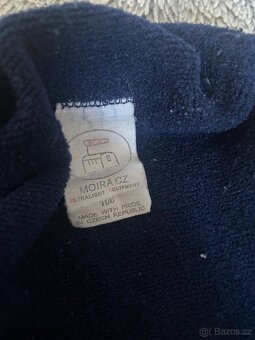 MOIRA CZ
ULTRALIGHT EQUIPMENT
100
MADE WITH PRIDE
IN CZECH REPUBLIC
Bazos.cz